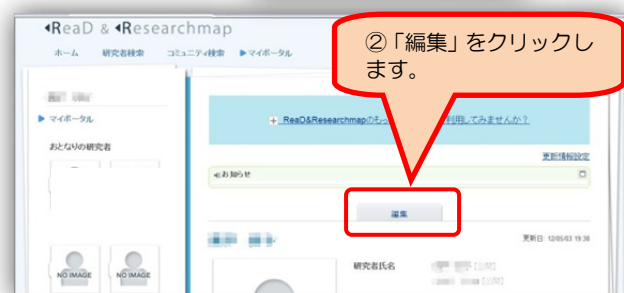 ReaD & Researchmap
ホーム 研究者検索 コミュニティ検索 ▶マイポータル
②「編集」をクリックし
ます。
▶ マイポータル
おとなりの研究者
NO IMAGE NO IMAGE
+ ReaD&Researchmapのもっ 利用してみませんか?
更新情報設定
お知らせ
編集
更新日: 12/05/03 19:38
研究者氏名 [公開]
[公開]